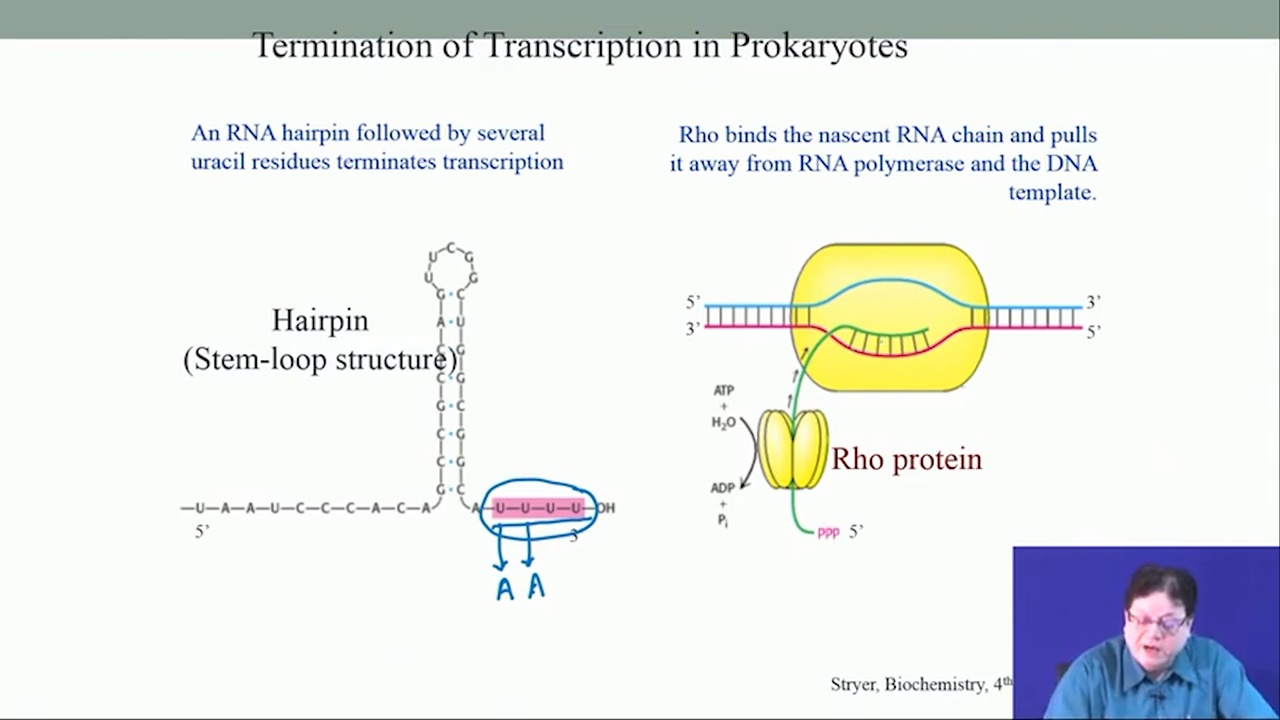 Termination of Transcription in Prokaryotes
An RNA hairpin followed by several
uracil residues terminates transcription
Rho binds the nascent RNA chain and pulls
it away from RNA polymerase and the DNA
template.
Hairpin
(Stem-loop structure)
U C G
U G
G C
A U
C G
G C
C G
C G
G C
–U–A–A–U–C–C–C–A–C–A
A–U–U–U–U–OH
5'
3'
A A
5' 3'
3' 5'
ATP
+
H₂O
ADP
+
Pi
Rho protein
PPP 5'
Stryer, Biochemistry, 4th